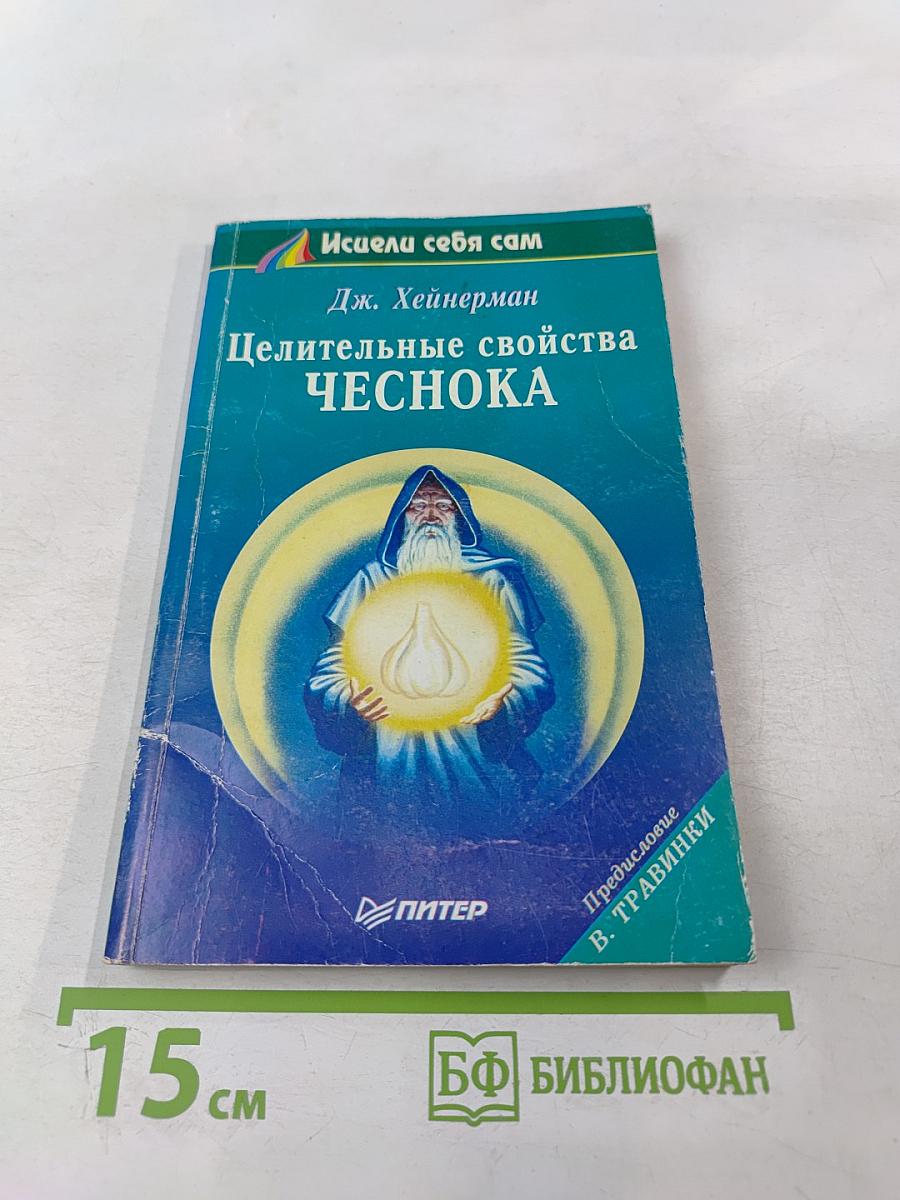 Исцели себя сам
Дж. Хейнерман
Целительные свойства
ЧЕСНОКА
Предисловие
В. ТРАВИНКИ
ПИТЕР
15 см
БФ БИБЛИОФАН